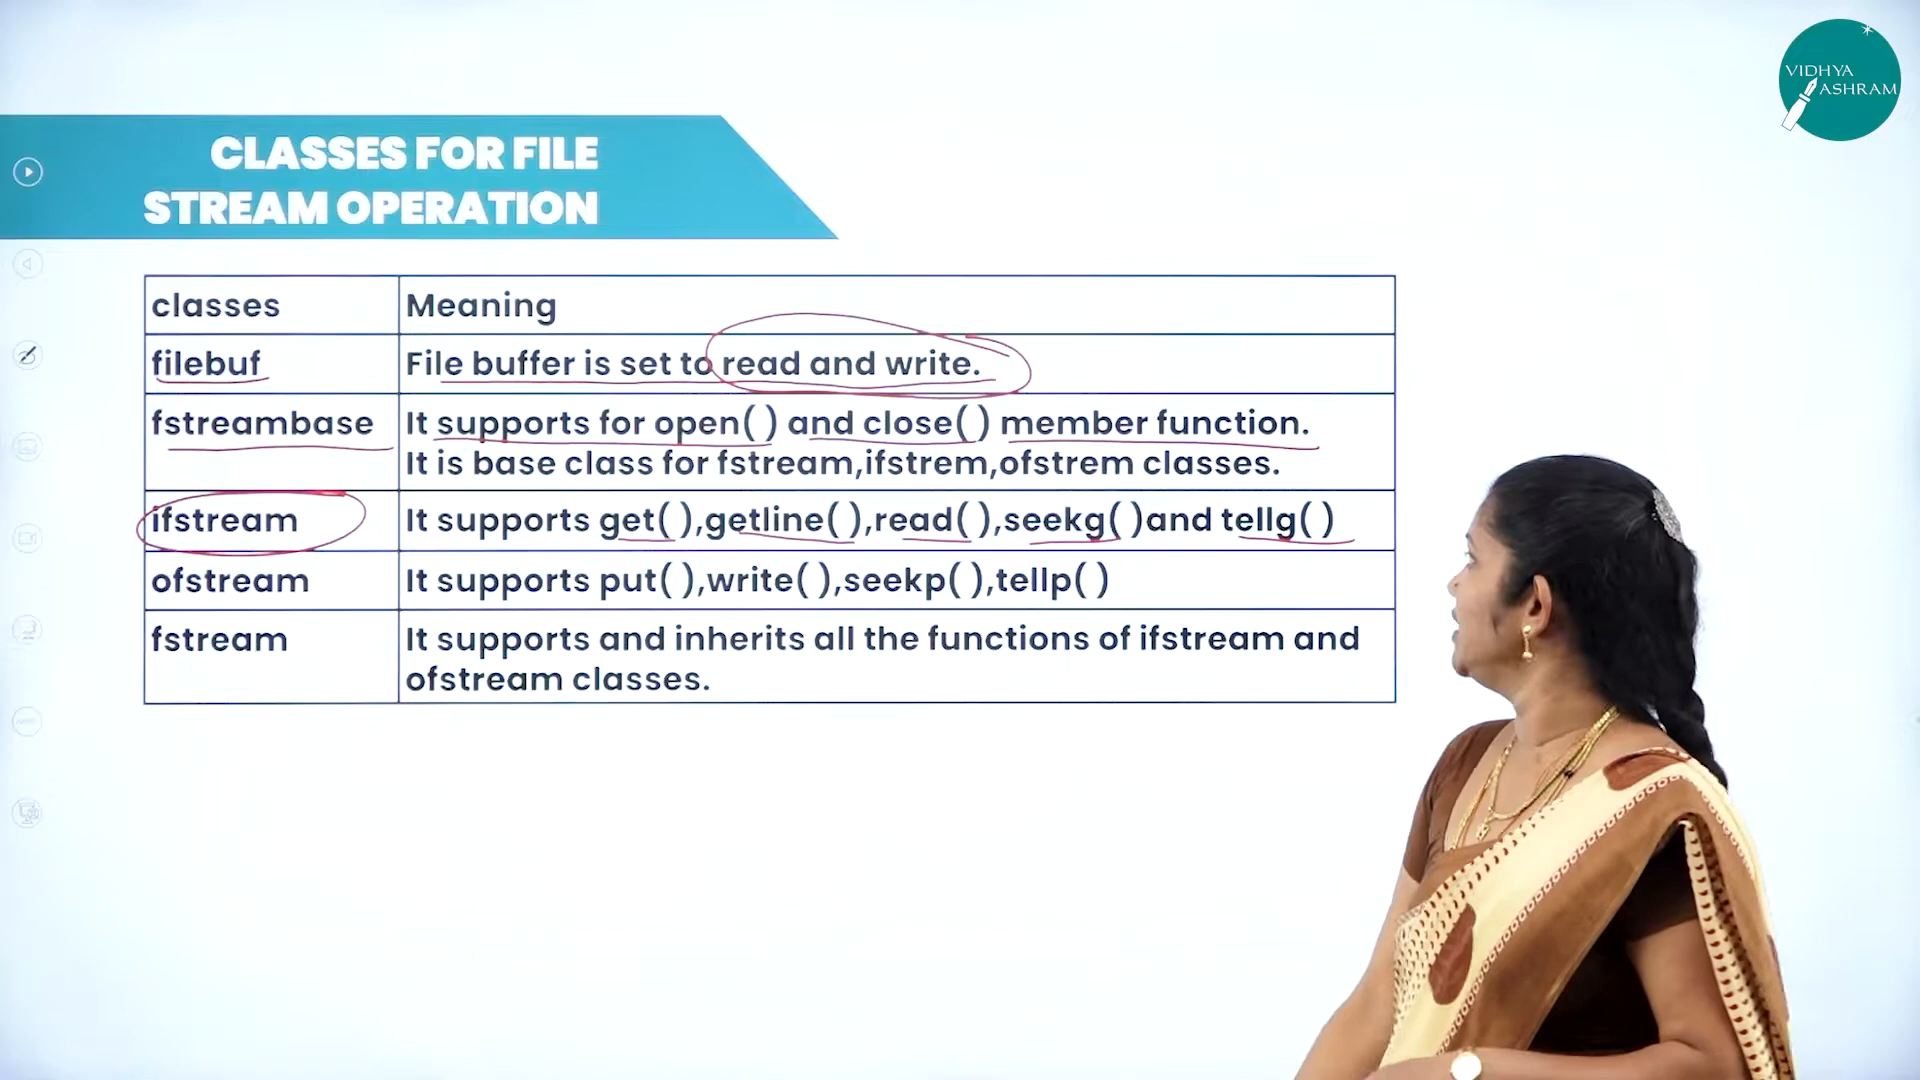 VIDHYA
ASHRAM
CLASSES FOR FILE
STREAM OPERATION
classes Meaning
filebuf File buffer is set to read and write.
fstreambase It supports for open( ) and close( ) member function.
It is base class for fstream,ifstrem,ofstrem classes.
ifstream It supports get( ),getline( ),read( ),seekg( )and tellg( )
ofstream It supports put( ),write( ),seekp( ),tellp( )
fstream It supports and inherits all the functions of ifstream and
ofstream classes.